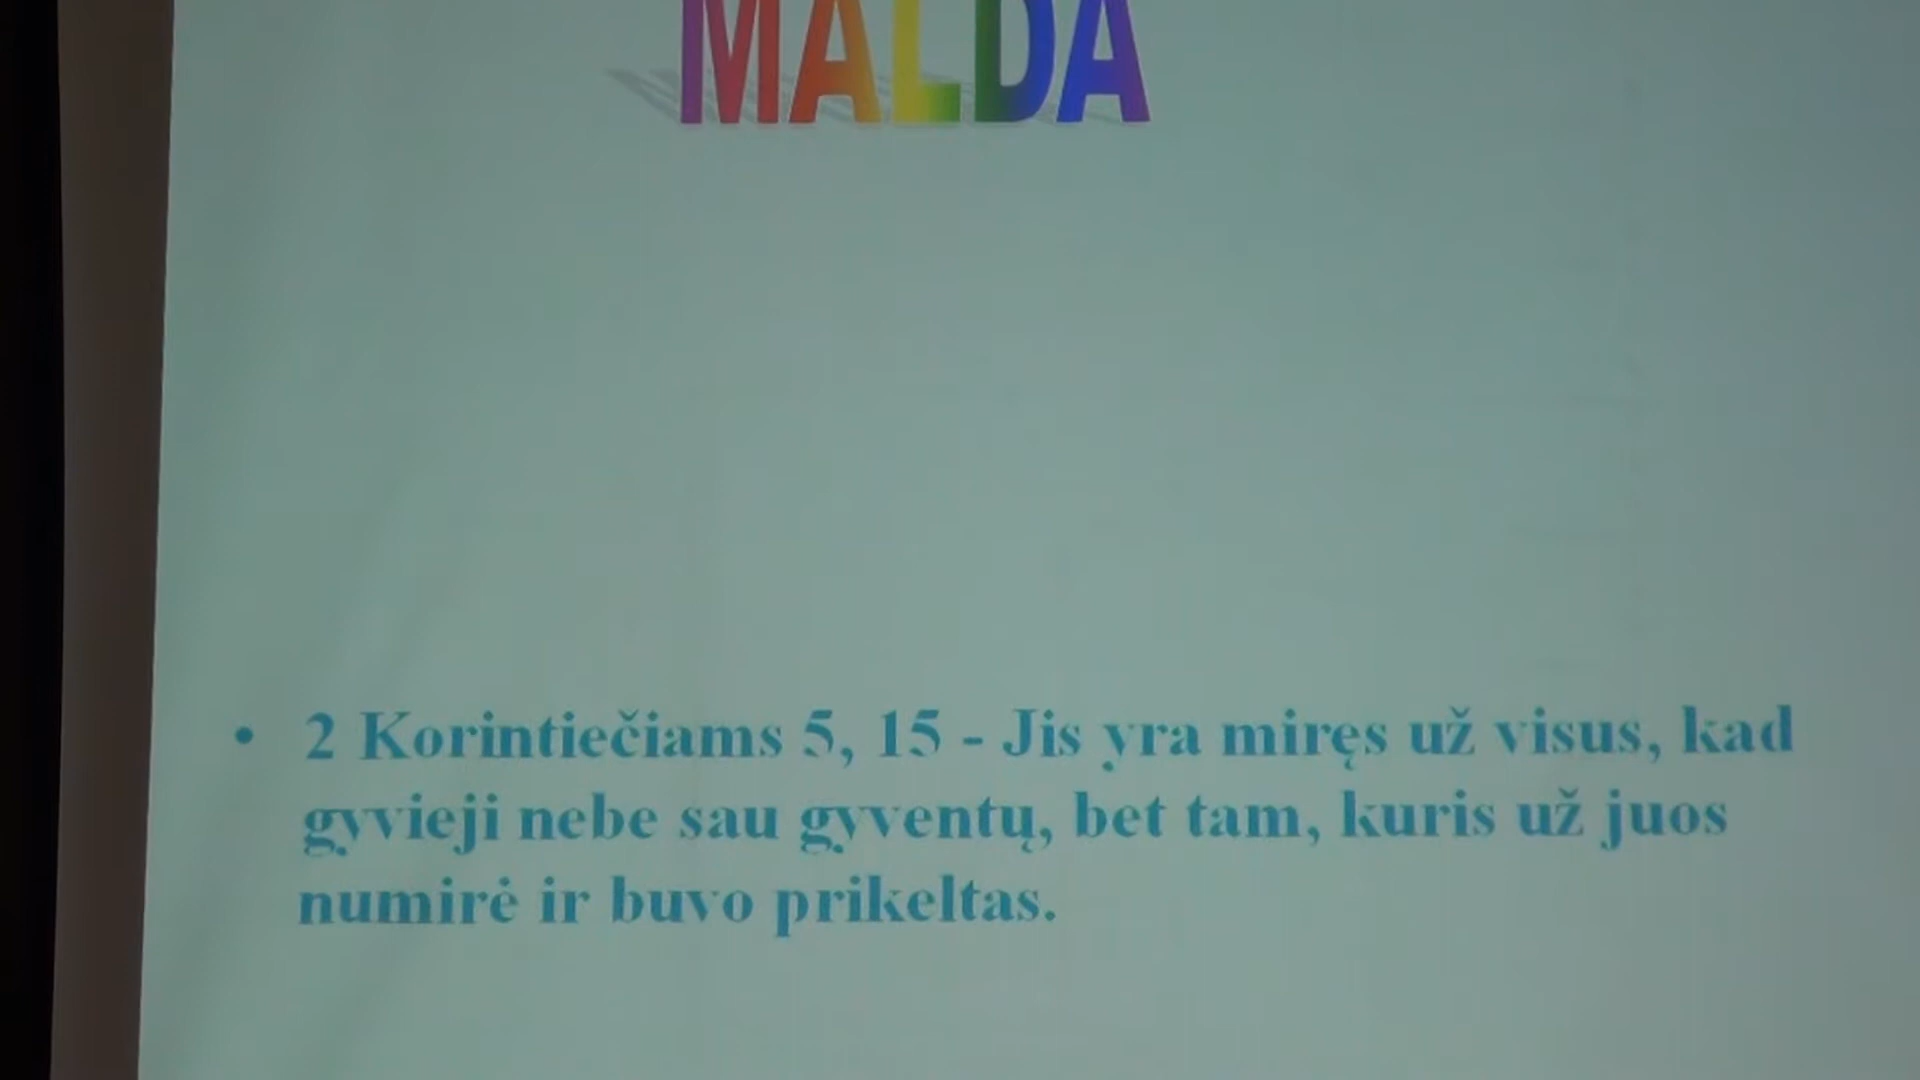 MALDA
• 2 Korintiečiams 5, 15 - Jis yra miręs už visus, kad
gyvieji nebe sau gyventų, bet tam, kuris už juos
numirė ir buvo prikeltas.